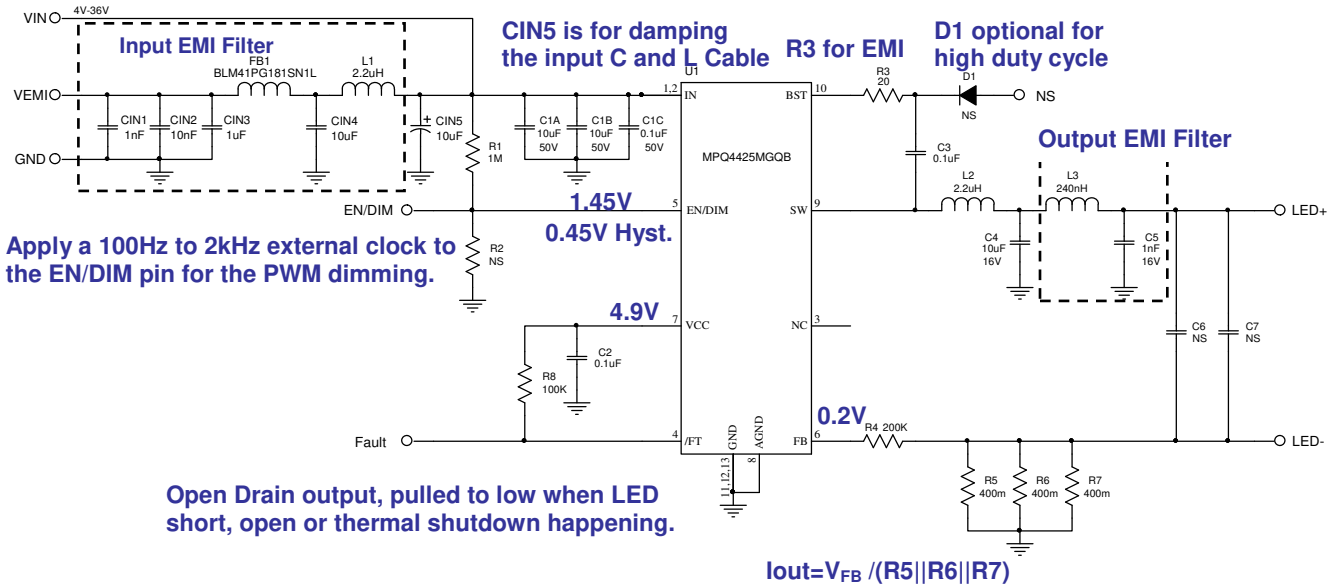 VIN
4V-36V
Input EMI Filter
FB1
BLM41PG181SN1L
L1
2.2uH
VEMI
CIN1
1nF
CIN2
10nF
CIN3
1uF
CIN4
10uF
+
CIN5
10uF
GND
CIN5 is for damping
the input C and L Cable
R3 for EMI
D1 optional for
high duty cycle
R1
1M
C1A
10uF
50V
C1B
10uF
50V
C1C
0.1uF
50V
U1
1,2
IN
BST
10
R3
20
D1
NS
NS
MPQ4425MGQB
C3
0.1uF
Output EMI Filter
L2
2.2uH
L3
240nH
EN/DIM
1.45V
5
EN/DIM
SW
9
LED+
0.45V Hyst.
Apply a 100Hz to 2kHz external clock to
the EN/DIM pin for the PWM dimming.
R2
NS
C4
10uF
16V
C5
1nF
16V
4.9V
7
VCC
NC
3
C6
NS
C7
NS
C2
0.1uF
R8
100K
0.2V
Fault
4
/FT
GND
AGND
FB
6
R4 200K
LED-
11,12,13
8
R5
400m
R6
400m
R7
400m
Open Drain output, pulled to low when LED
short, open or thermal shutdown happening.
Iout=VFB /(R5||R6||R7)